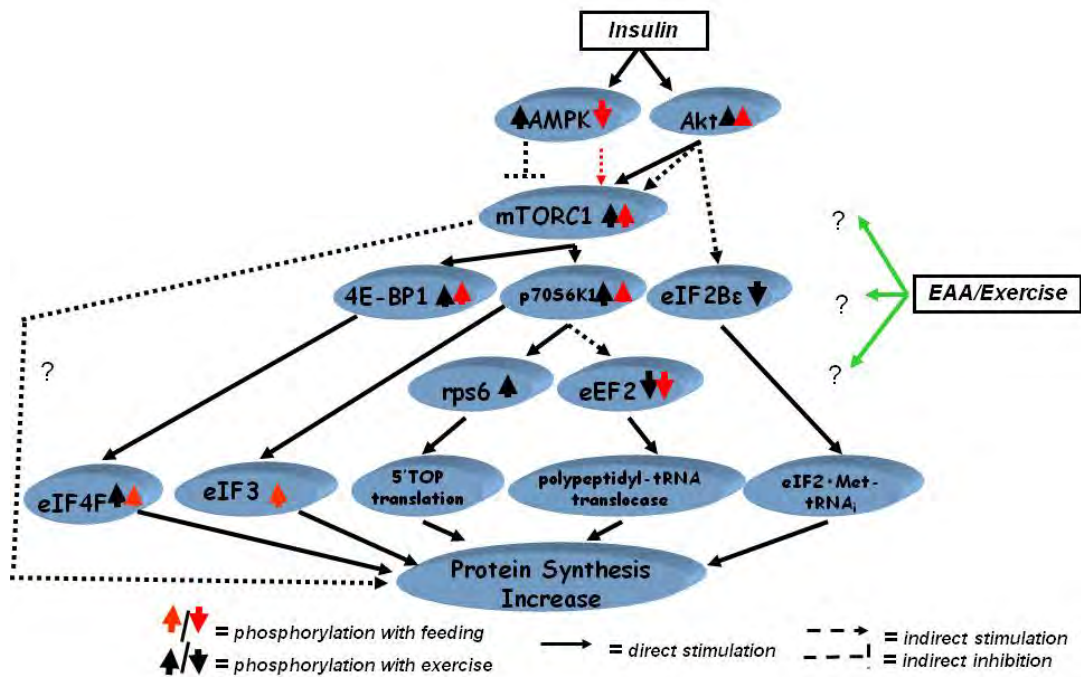 Insulin
AMPK
Akt
mTORC1
?
4E-BP1
p70S6K1
eIF2Bε
?
EAA/Exercise
?
?
rps6
eEF2
eIF4F
eIF3
5'TOP
translation
polypeptidyl-tRNA
translocase
eIF2·Met-
tRNAi
Protein Synthesis
Increase
/ = phosphorylation with feeding
/ = phosphorylation with exercise
= direct stimulation
= indirect stimulation
= indirect inhibition